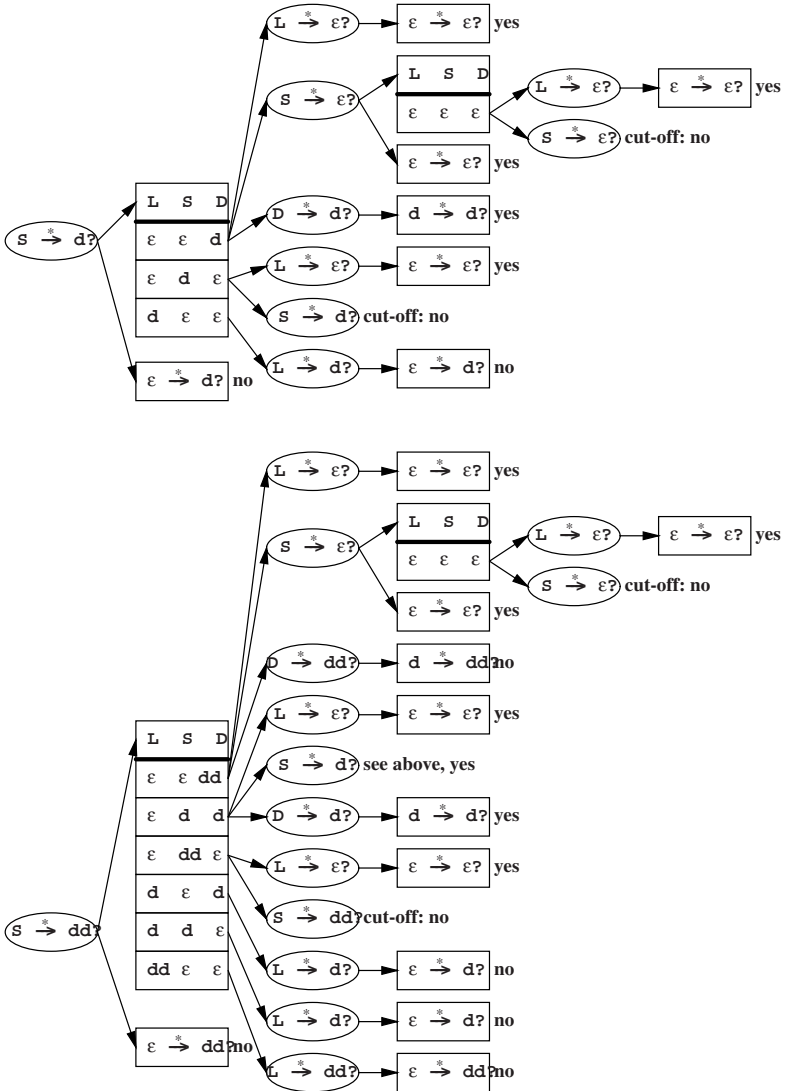 L →* ε? ε →* ε? yes
L S D
S →* ε? L →* ε? ε →* ε? yes
ε ε ε
S →* ε? cut-off: no
ε →* ε? yes
L S D
D →* d? d →* d? yes
S →* d? ε ε d
L →* ε? ε →* ε? yes
ε d ε
d ε ε S →* d? cut-off: no
L →* d? ε →* d? no
ε →* d? no
L →* ε? ε →* ε? yes
L S D
S →* ε? L →* ε? ε →* ε? yes
ε ε ε
S →* ε? cut-off: no
ε →* ε? yes
D →* dd? d →* dd? no
L →* ε? ε →* ε? yes
L S D
S →* d? see above, yes
ε ε dd
ε d d D →* d? d →* d? yes
ε dd ε L →* ε? ε →* ε? yes
d ε d
S →* dd? cut-off: no
S →* dd? d d ε
dd ε ε L →* d? ε →* d? no
L →* d? ε →* d? no
ε →* dd? no
L →* dd? ε →* dd? no